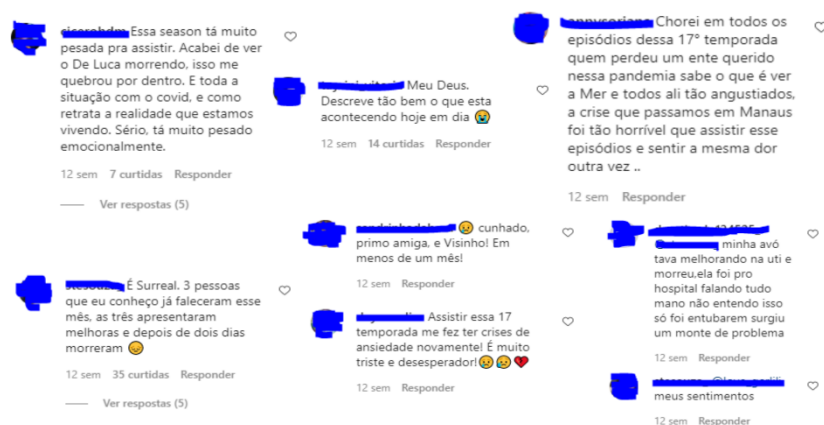 Essa season tá muito
pesada pra assistir. Acabei de ver
o De Luca morrendo, isso me
quebrou por dentro. E toda a
situação com o covid, e como
retrata a realidade que estamos
vivendo. Sério, tá muito pesado
emocionalmente.
12 sem 7 curtidas Responder
Ver respostas (5)
Meu Deus.
Descreve tão bem o que esta
acontecendo hoje em dia 😭
12 sem 14 curtidas Responder
Chorei em todos os
episódios dessa 17° temporada
quem perdeu um ente querido
nessa pandemia sabe o que é ver
a Mer e todos ali tão angustiados,
a crise que passamos em Manaus
foi tão horrível que assistir esse
episódios e sentir a mesma dor
outra vez ..
12 sem Responder
É Surreal. 3 pessoas
que eu conheço já faleceram esse
mês, as três apresentaram
melhoras e depois de dois dias
morreram 😞
12 sem 35 curtidas Responder
Ver respostas (5)
😢 cunhado,
primo amiga, e Visinho! Em
menos de um mês!
12 sem Responder
Assistir essa 17
temporada me fez ter crises de
ansiedade novamente! É muito
triste e desesperador!😢😢💔
12 sem Responder
minha avó
tava melhorando na uti e
morreu,ela foi pro
hospital falando tudo
mano não entendo isso
só foi entubarem surgiu
um monte de problema
12 sem Responder
meus sentimentos
12 sem Responder